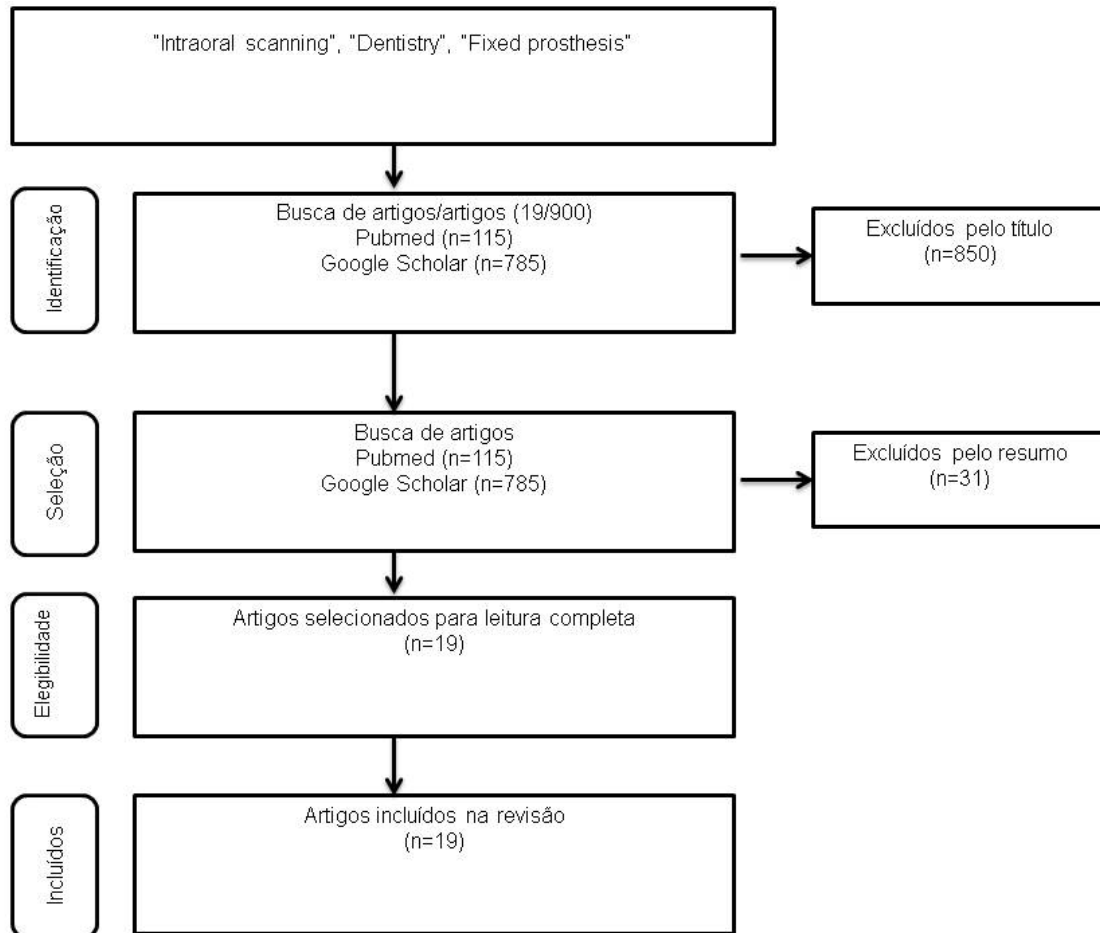 "Intraoral scanning", "Dentistry", "Fixed prosthesis"
Identificação
Busca de artigos/artigos (19/900)
Pubmed (n=115)
Google Scholar (n=785)
Excluídos pelo título
(n=850)
Seleção
Busca de artigos
Pubmed (n=115)
Google Scholar (n=785)
Excluídos pelo resumo
(n=31)
Elegibilidade
Artigos selecionados para leitura completa
(n=19)
Incluídos
Artigos incluídos na revisão
(n=19)